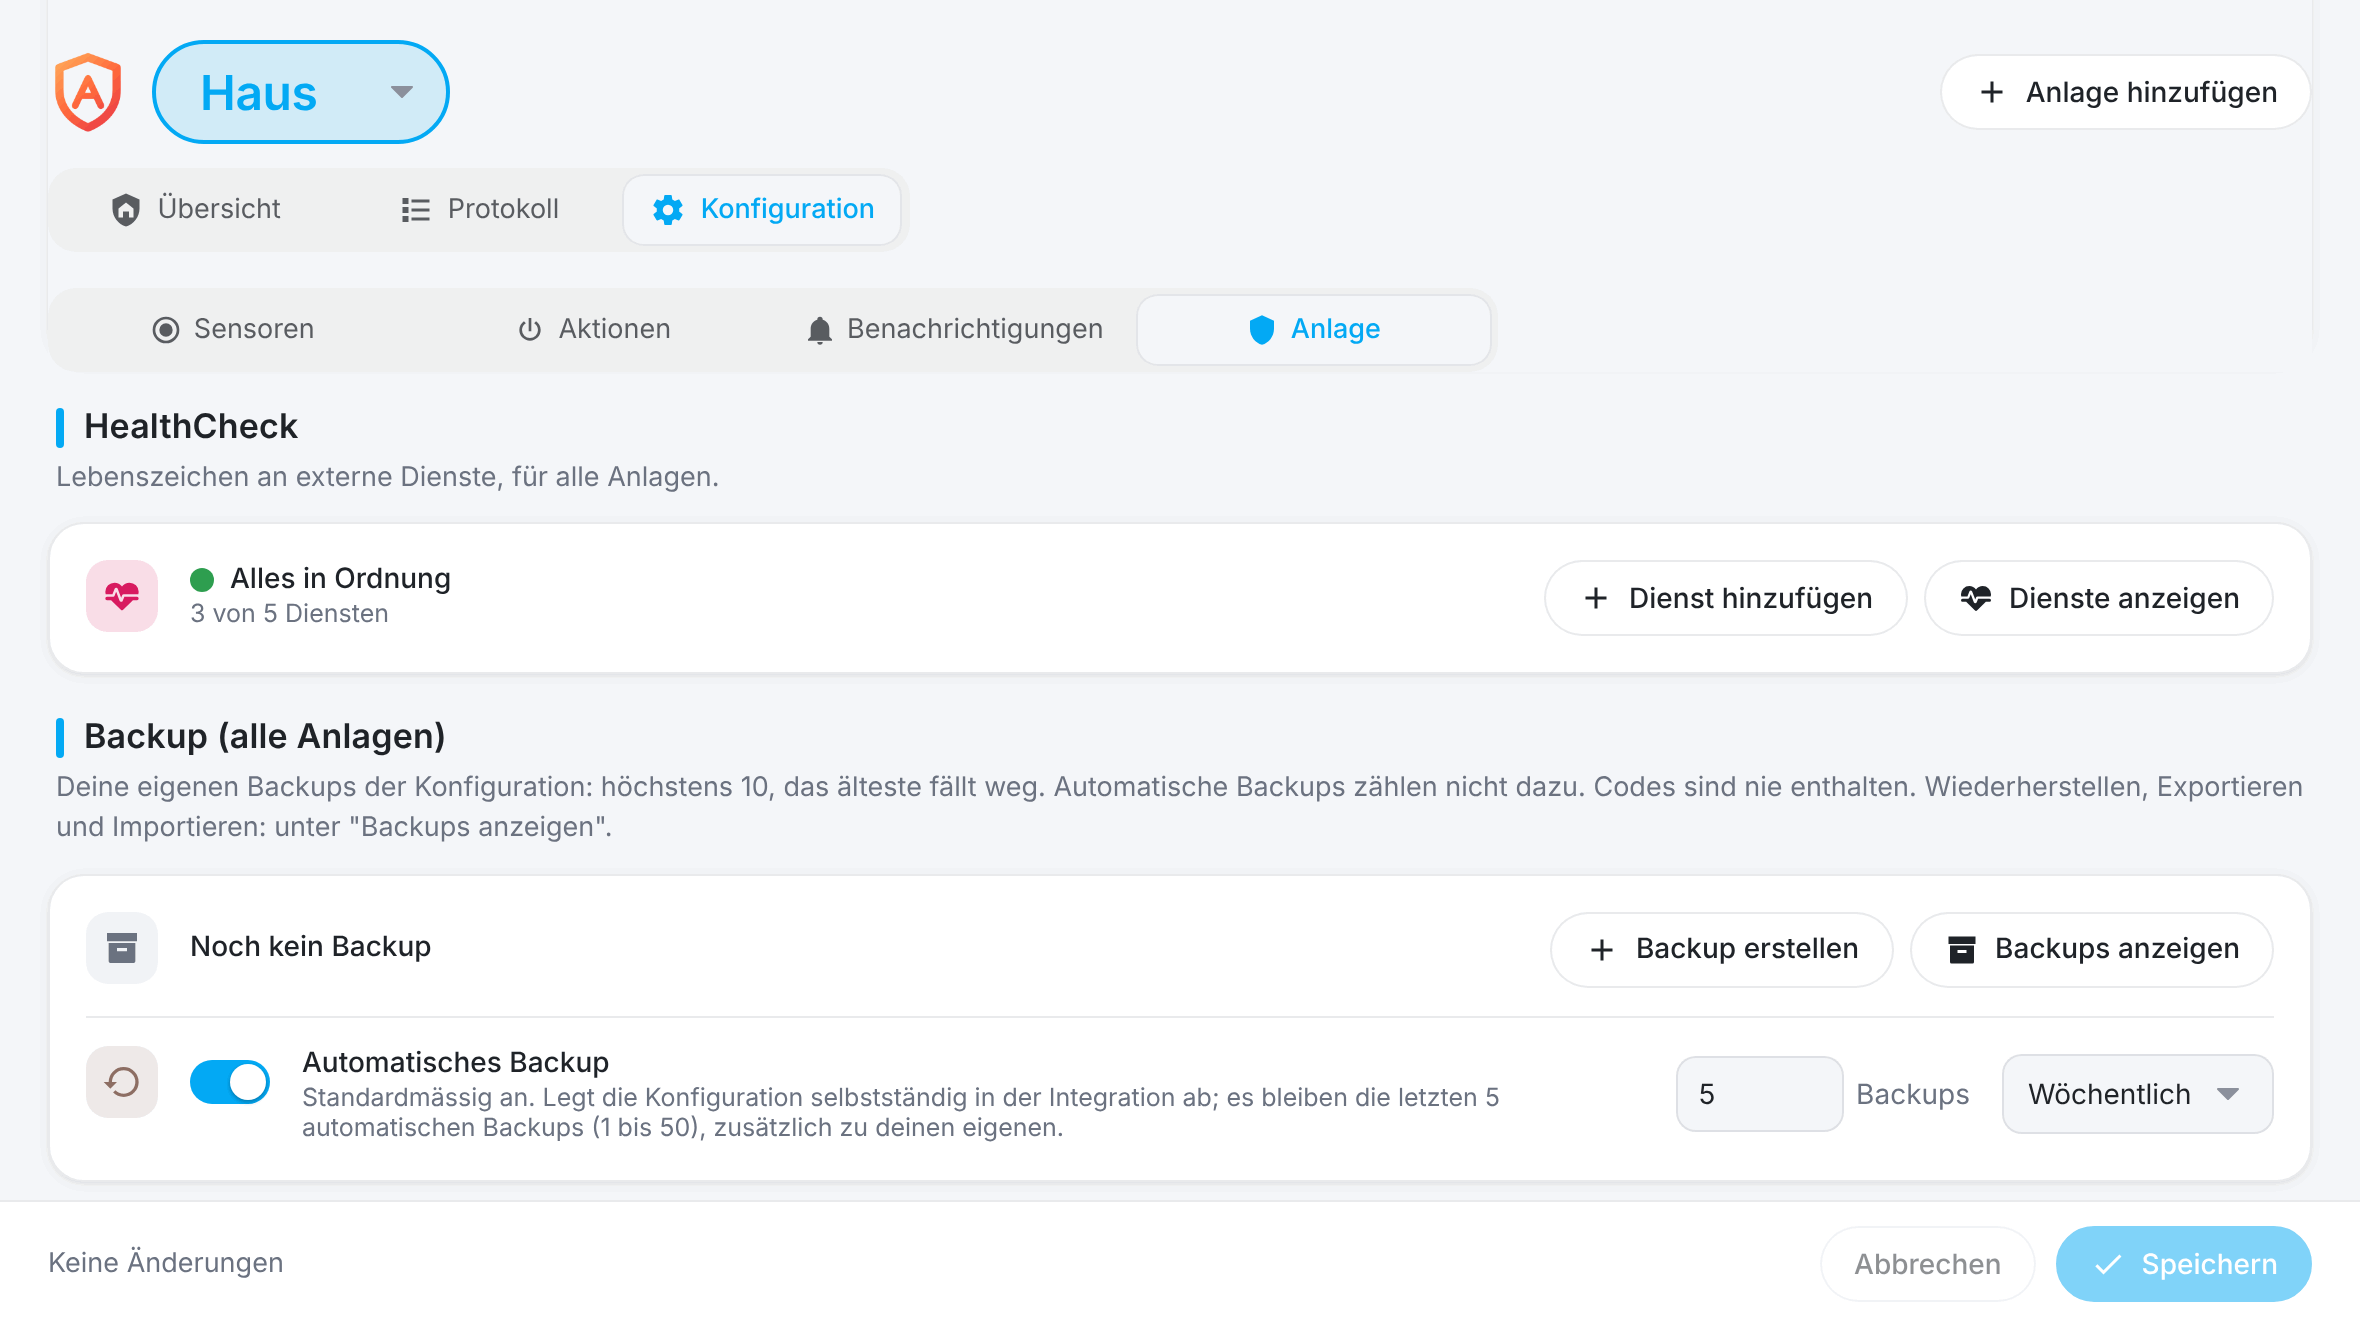 Haus
Anlage hinzufügen
Übersicht
Protokoll
Konfiguration
Sensoren
Aktionen
Benachrichtigungen
Anlage
HealthCheck
Lebenszeichen an externe Dienste, für alle Anlagen.
Alles in Ordnung
3 von 5 Diensten
Dienst hinzufügen
Dienste anzeigen
Backup (alle Anlagen)
Deine eigenen Backups der Konfiguration: höchstens 10, das älteste fällt weg. Automatische Backups zählen nicht dazu. Codes sind nie enthalten. Wiederherstellen, Exportieren
und Importieren: unter "Backups anzeigen".
Noch kein Backup
Backup erstellen
Backups anzeigen
Automatisches Backup
Standardmässig an. Legt die Konfiguration selbstständig in der Integration ab; es bleiben die letzten 5
automatischen Backups (1 bis 50), zusätzlich zu deinen eigenen.
5
Backups
Wöchentlich
Keine Änderungen
Abbrechen
Speichern